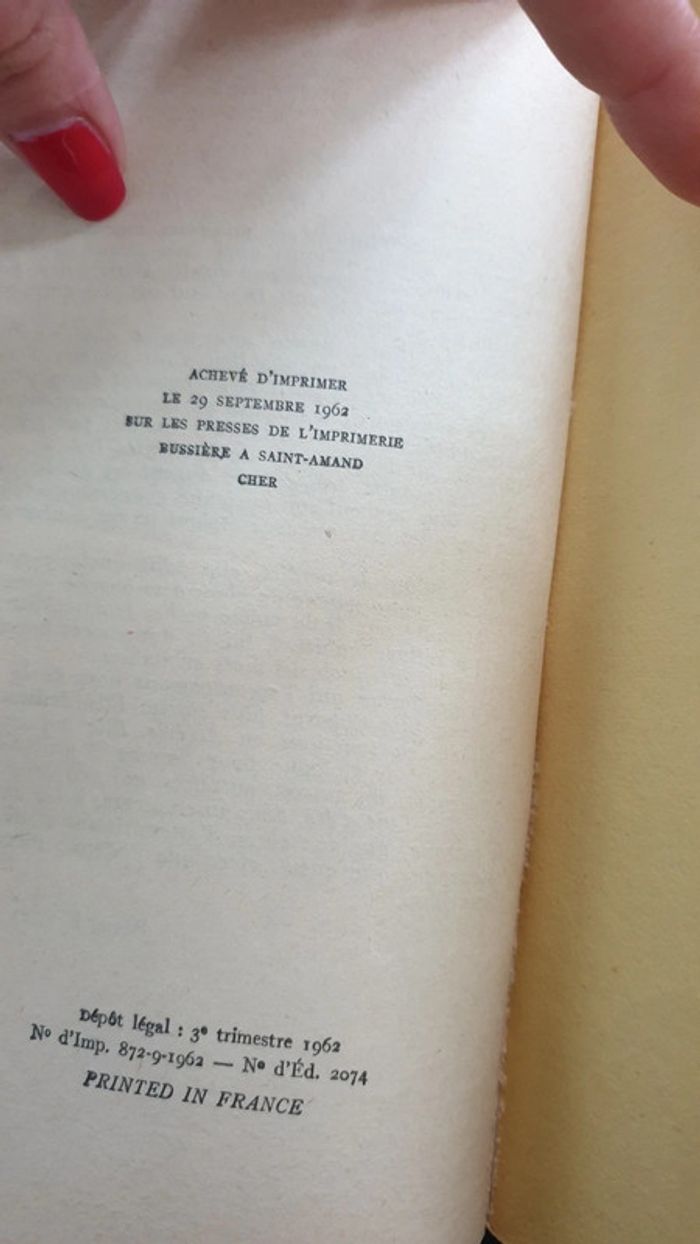 ACHEVÉ D'IMPRIMER
LE 29 SEPTEMBRE 1962
SUR LES PRESSES DE L'IMPRIMERIE
BUSSIÈRE A SAINT-AMAND
CHER
Dépôt légal : 3e trimestre 1962
No d'Imp. 872-9-1962 — No d'Éd. 2074
PRINTED IN FRANCE